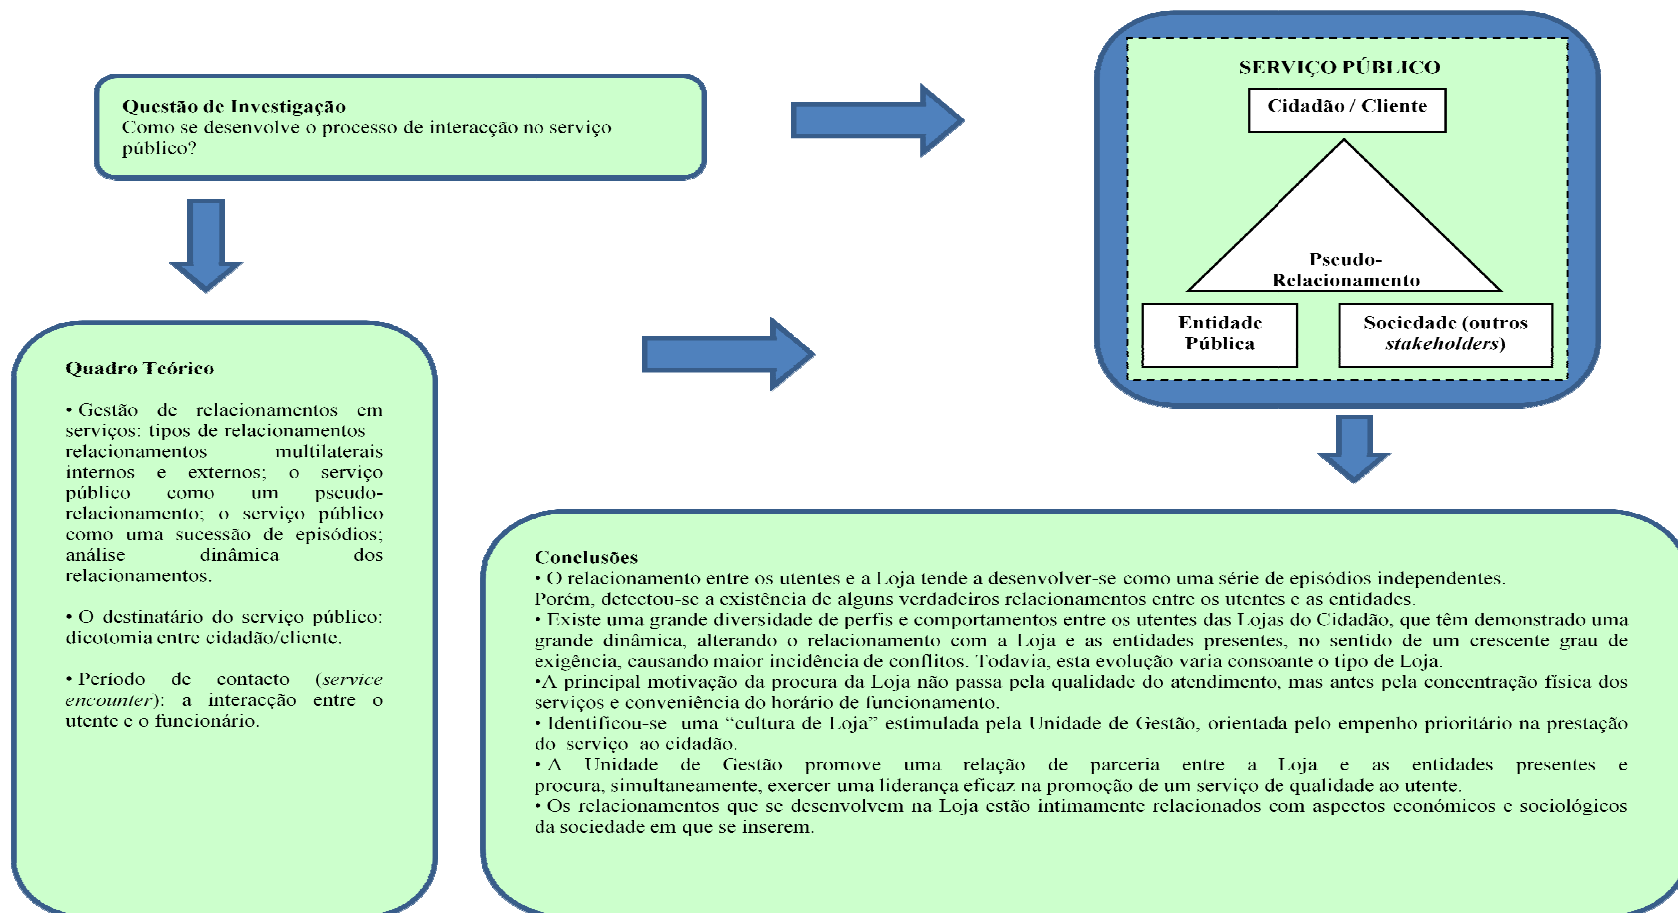 Questão de Investigação
Como se desenvolve o processo de interacção no serviço
público?
SERVIÇO PÚBLICO
Cidadão / Cliente
Pseudo-
Relacionamento
Entidade
Pública
Sociedade (outros
stakeholders)
Quadro Teórico
• Gestão de relacionamentos em
serviços: tipos de relacionamentos
relacionamentos multilaterais
internos e externos; o serviço
público como um pseudo-
relacionamento; o serviço público
como uma sucessão de episódios;
análise dinâmica dos
relacionamentos.
• O destinatário do serviço público:
dicotomia entre cidadão/cliente.
• Período de contacto (service
encounter): a interacção entre o
utente e o funcionário.
Conclusões
• O relacionamento entre os utentes e a Loja tende a desenvolver-se como uma série de episódios independentes.
Porém, detectou-se a existência de alguns verdadeiros relacionamentos entre os utentes e as entidades.
• Existe uma grande diversidade de perfis e comportamentos entre os utentes das Lojas do Cidadão, que têm demonstrado uma
grande dinâmica, alterando o relacionamento com a Loja e as entidades presentes, no sentido de um crescente grau de
exigência, causando maior incidência de conflitos. Todavia, esta evolução varia consoante o tipo de Loja.
•A principal motivação da procura da Loja não passa pela qualidade do atendimento, mas antes pela concentração física dos
serviços e conveniência do horário de funcionamento.
• Identificou-se uma “cultura de Loja” estimulada pela Unidade de Gestão, orientada pelo empenho prioritário na prestação
do serviço ao cidadão.
• A Unidade de Gestão promove uma relação de parceria entre a Loja e as entidades presentes e
procura, simultaneamente, exercer uma liderança eficaz na promoção de um serviço de qualidade ao utente.
• Os relacionamentos que se desenvolvem na Loja estão intimamente relacionados com aspectos económicos e sociológicos
da sociedade em que se inserem.